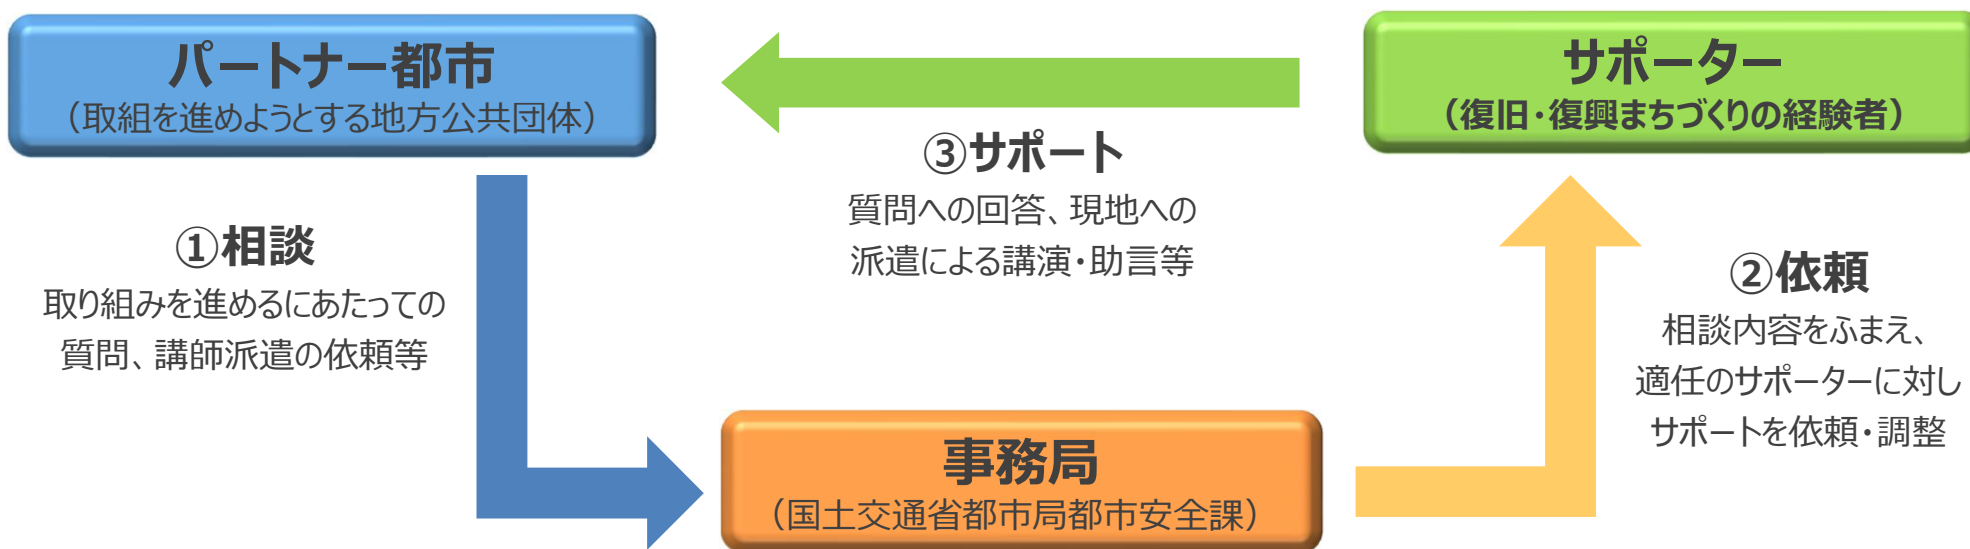 パートナー都市
（取組を進めようとする地方公共団体）
サポーター
（復旧・復興まちづくりの経験者）
③サポート
質問への回答、現地への
派遣による講演・助言等
①相談
取り組みを進めるにあたっての
質問、講師派遣の依頼等
②依頼
相談内容をふまえ、
適任のサポーターに対し
サポートを依頼・調整
事務局
（国土交通省都市局都市安全課）